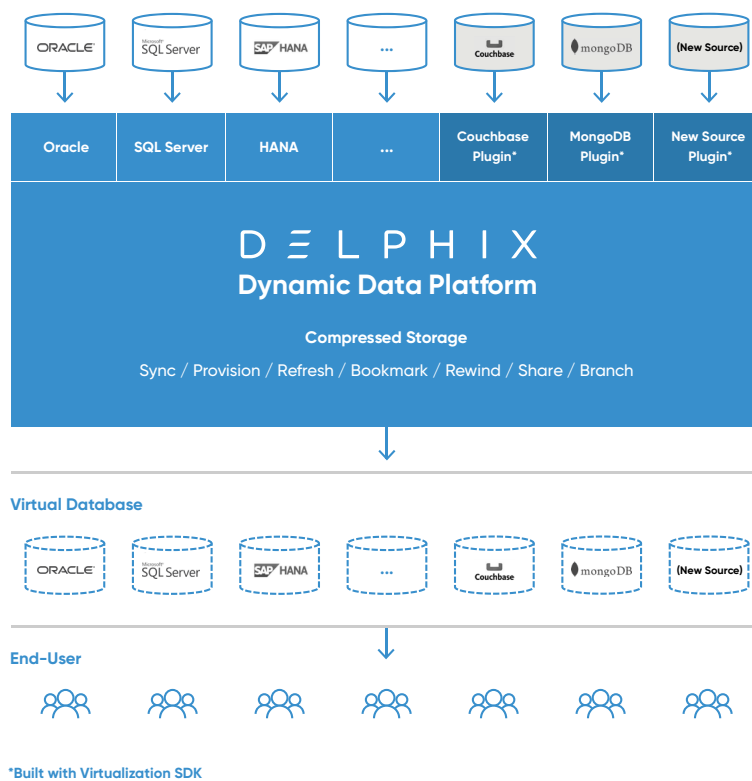 ORACLE Microsoft SQL Server SAP HANA ... Couchbase mongoDB (New Source)
Oracle SQL Server HANA ... Couchbase Plugin* MongoDB Plugin* New Source Plugin*
DELPHIX
Dynamic Data Platform
Compressed Storage
Sync / Provision / Refresh / Bookmark / Rewind / Share / Branch
Virtual Database
ORACLE Microsoft SQL Server SAP HANA ... Couchbase mongoDB (New Source)
End-User
*Built with Virtualization SDK